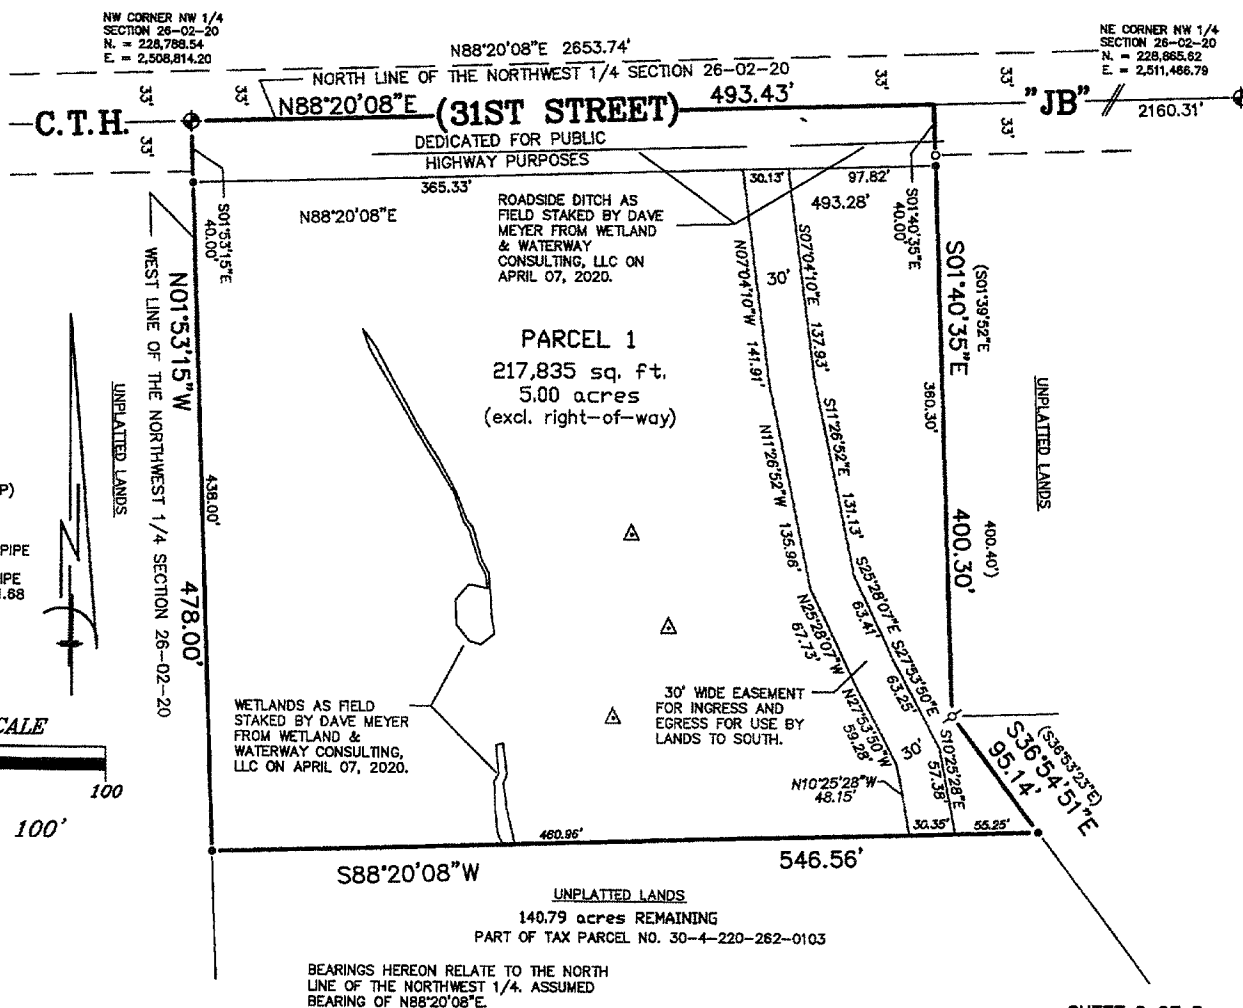 NW CORNER NW 1/4
SECTION 26-02-20
N. = 228,788.54
E. = 2,508,814.20
N88°20'08"E 2653.74'
NE CORNER NW 1/4
SECTION 26-02-20
N. = 228,865.62
E. = 2,511,466.79
NORTH LINE OF THE NORTHWEST 1/4 SECTION 26-02-20
33'
33'
33'
33'
33'
33'
C.T.H.
N88°20'08"E
(31ST STREET)
493.43'
"JB"
2160.31'
DEDICATED FOR PUBLIC
HIGHWAY PURPOSES
365.33'
30.13'
97.82'
493.28'
N88°20'08"E
S01°53'15"E
40.00'
S01°40'35"E
40.00'
ROADSIDE DITCH AS
FIELD STAKED BY DAVE
MEYER FROM WETLAND
& WATERWAY
CONSULTING, LLC ON
APRIL 07, 2020.
30'
N07°04'10"W 141.91'
S07°04'10"E 137.93'
(S01°39'52"E
S01°40'35"E
N01°53'15"W
WEST LINE OF THE NORTHWEST 1/4 SECTION 26-02-20
PARCEL 1
217,835 sq. ft.
5.00 acres
(excl. right-of-way)
380.30'
UNPLATTED LANDS
UNPLATTED LANDS
N11°26'52"W 135.96'
S11°26'52"E 131.13'
438.00'
478.00'
400.40')
400.30'
P)
PIPE
IPE
.68
S25°28'07"E
63.41'
N25°28'07"W
67.73'
S27°53'50"E
63.25'
N27°53'50"W
59.28'
30'
30' WIDE EASEMENT
FOR INGRESS AND
EGRESS FOR USE BY
LANDS TO SOUTH.
WETLANDS AS FIELD
STAKED BY DAVE MEYER
FROM WETLAND &
WATERWAY CONSULTING,
LLC ON APRIL 07, 2020.
N10°25'28"W
48.15'
S10°25'28"E
57.38'
(S36°53'23"E)
S36°54'51"E
95.14'
CALE
100
100'
460.96'
30.35'
55.25'
S88°20'08"W
546.56'
UNPLATTED LANDS
140.79 acres REMAINING
PART OF TAX PARCEL NO. 30-4-220-262-0103
BEARINGS HEREON RELATE TO THE NORTH
LINE OF THE NORTHWEST 1/4. ASSUMED
BEARING OF N88°20'08"E.